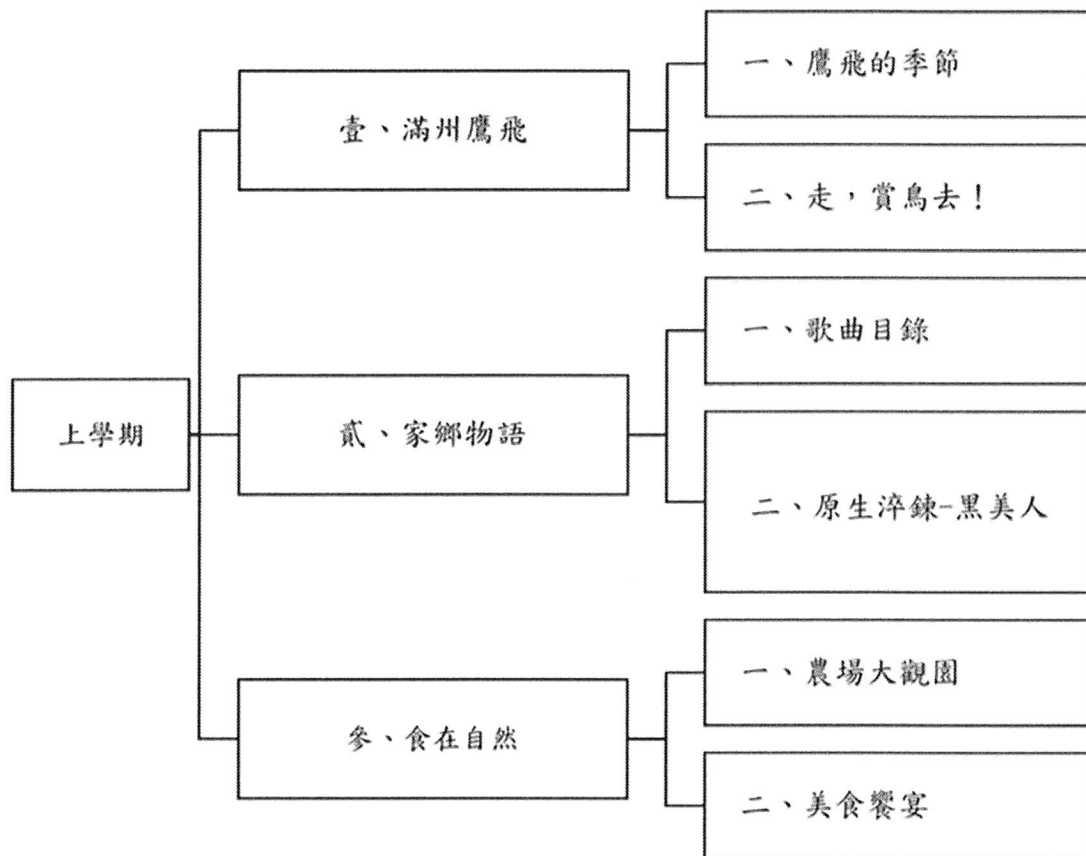 上學期
壹、滿州鷹飛
一、鷹飛的季節
二、走，賞鳥去！
貳、家鄉物語
一、歌曲目錄
二、原生淬鍊-黑美人
參、食在自然
一、農場大觀園
二、美食饗宴